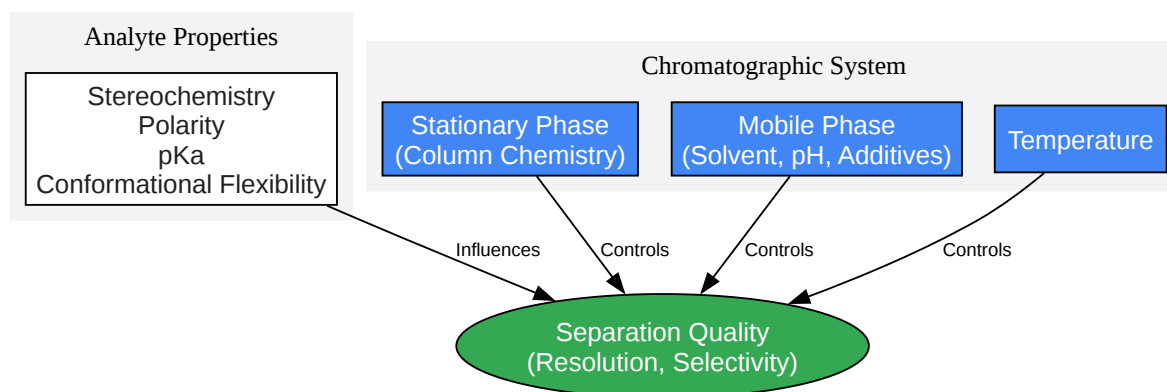 Analyte Properties
Stereochemistry
Polarity
pKa
Conformational Flexibility
Chromatographic System
Stationary Phase
(Column Chemistry)
Mobile Phase
(Solvent, pH, Additives)
Temperature
Influences
Controls
Controls
Controls
Separation Quality
(Resolution, Selectivity)